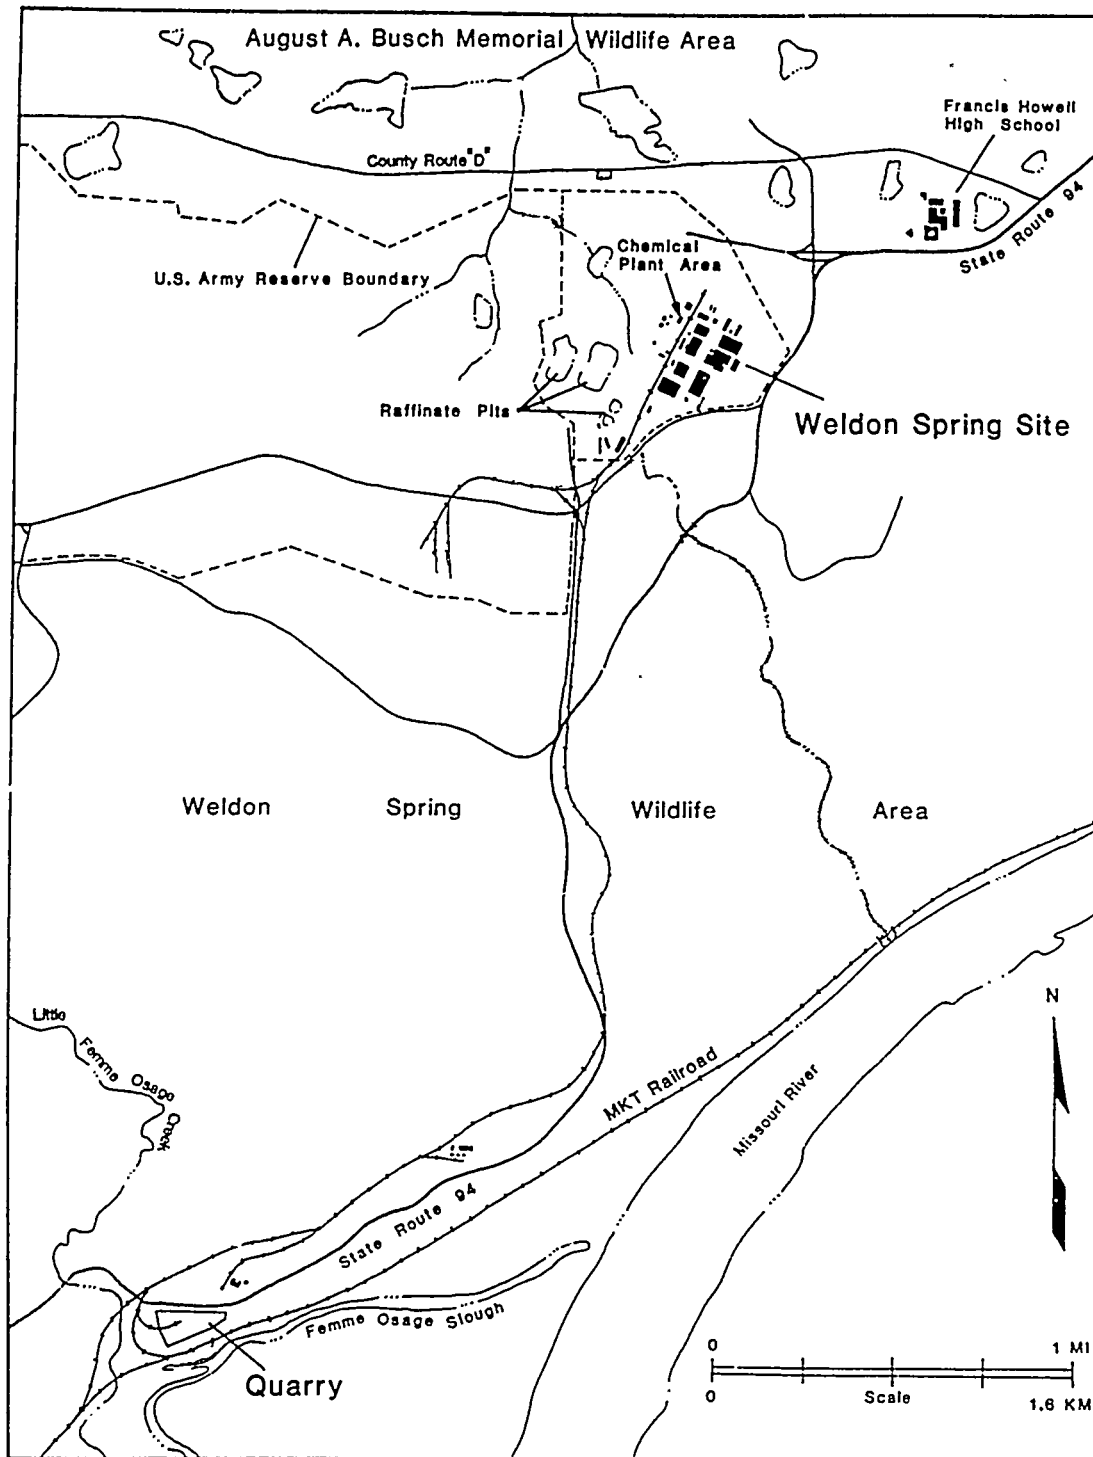 August A. Busch Memorial Wildlife Area
Francis Howell
High School
County Route "D"
State Route 94
U.S. Army Reserve Boundary
Chemical
Plant Area
Raffinate Pits
Weldon Spring Site
Weldon Spring Wildlife Area
Little Femme Osage Creek
N
MKT Railroad
Missouri River
State Route 94
Femme Osage Slough
Quarry
0 1 MI
0 Scale 1.6 KM